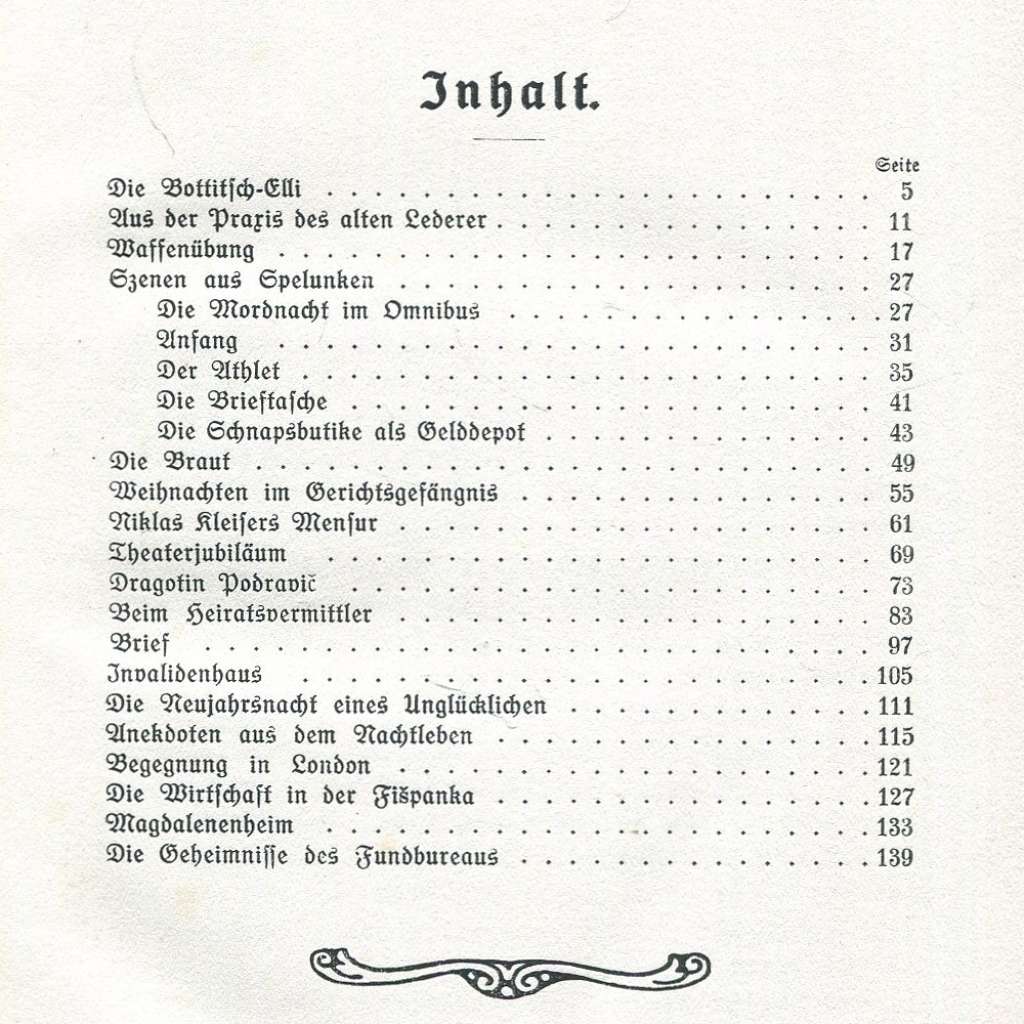 Inhalt.
Seite
Die Bottitsch-Elli . . . . . . . . . . . . . . . . . . . . . . . 5
Aus der Praxis des alten Lederer . . . . . . . . . . . . . . . . 11
Waffenübung . . . . . . . . . . . . . . . . . . . . . . . . . 17
Szenen aus Spelunken . . . . . . . . . . . . . . . . . . . . 27
Die Mordnacht im Omnibus . . . . . . . . . . . . . . . . 27
Anfang . . . . . . . . . . . . . . . . . . . . . . . . . 31
Der Athlet . . . . . . . . . . . . . . . . . . . . . . . . 35
Die Brieftasche . . . . . . . . . . . . . . . . . . . . . . 41
Die Schnapsbutike als Gelddepot . . . . . . . . . . . . . . 43
Die Braut . . . . . . . . . . . . . . . . . . . . . . . . . . 49
Weihnachten im Gerichtsgefängnis . . . . . . . . . . . . . . . 55
Niklas Kleisers Mensur . . . . . . . . . . . . . . . . . . . . 61
Theaterjubiläum . . . . . . . . . . . . . . . . . . . . . . . 69
Dragotin Podravič . . . . . . . . . . . . . . . . . . . . . . 73
Beim Heiratsvermittler . . . . . . . . . . . . . . . . . . . . 83
Brief . . . . . . . . . . . . . . . . . . . . . . . . . . . . 97
Invalidenhaus . . . . . . . . . . . . . . . . . . . . . . . . 105
Die Neujahrsnacht eines Unglücklichen . . . . . . . . . . . . . 111
Anekdoten aus dem Nachtleben . . . . . . . . . . . . . . . . 115
Begegnung in London . . . . . . . . . . . . . . . . . . . . 121
Die Wirtschaft in der Fišpanka . . . . . . . . . . . . . . . . 127
Magdalenenheim . . . . . . . . . . . . . . . . . . . . . . . 133
Die Geheimnisse des Fundbureaus . . . . . . . . . . . . . . . 139